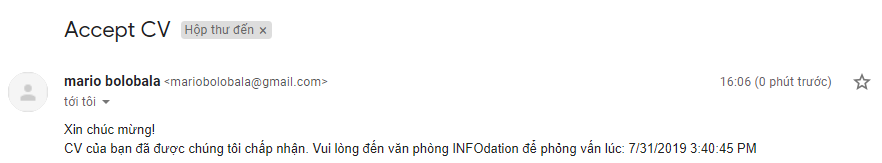 Accept CV Hộp thư đến ×
mario bolobala <mariobolobala@gmail.com> 16:06 (0 phút trước)
tới tôi
Xin chúc mừng!
CV của bạn đã được chúng tôi chấp nhận. Vui lòng đến văn phòng INFOdation để phỏng vấn lúc: 7/31/2019 3:40:45 PM